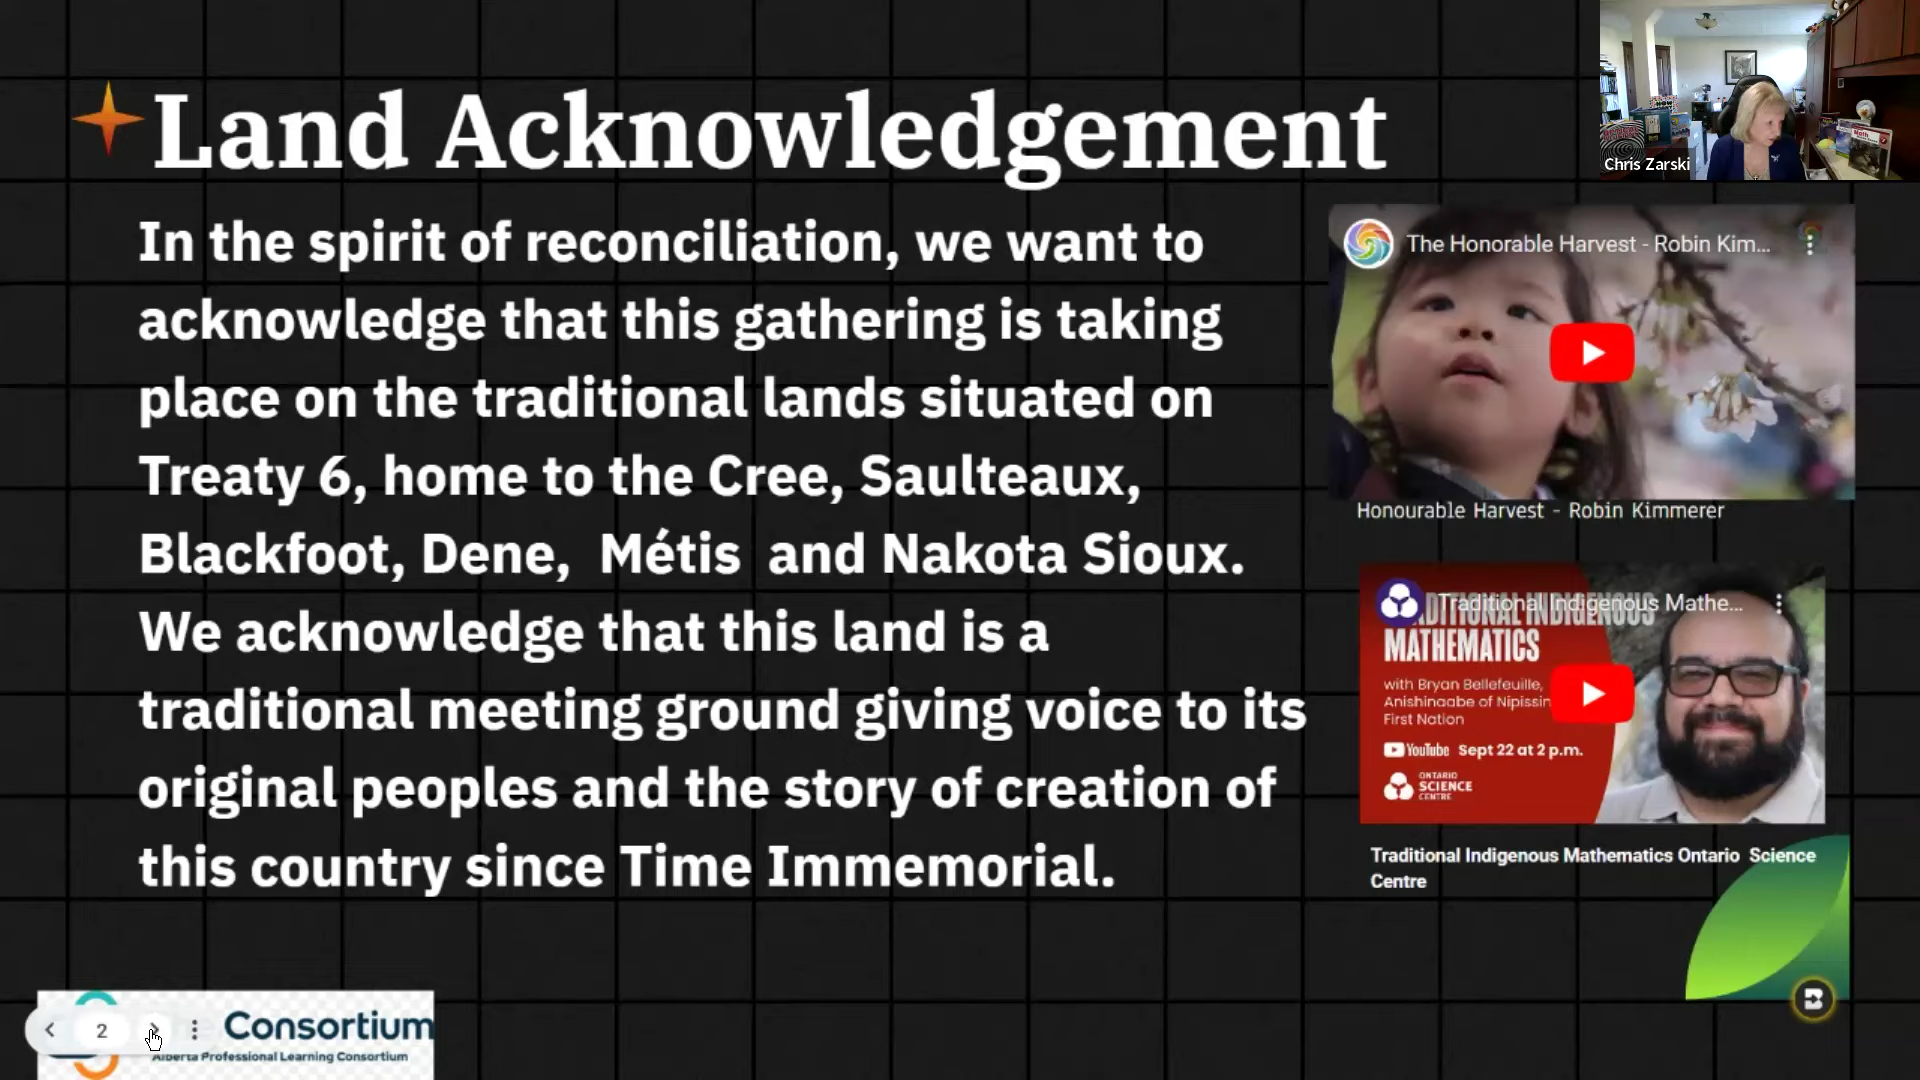 Land Acknowledgement
In the spirit of reconciliation, we want to
acknowledge that this gathering is taking
place on the traditional lands situated on
Treaty 6, home to the Cree, Saulteaux,
Blackfoot, Dene, Métis and Nakota Sioux.
We acknowledge that this land is a
traditional meeting ground giving voice to its
original peoples and the story of creation of
this country since Time Immemorial.
Chris Zarski
The Honorable Harvest - Robin Kim...
Honourable Harvest - Robin Kimmerer
Traditional Indigenous Mathe...
TRADITIONAL INDIGENOUS
MATHEMATICS
with Bryan Bellefeuille,
Anishinaabe of Nipissin
First Nation
YouTube Sept 22 at 2 p.m.
ONTARIO
SCIENCE
CENTRE
Traditional Indigenous Mathematics Ontario Science
Centre
2
Consortium
Alberta Professional Learning Consortium